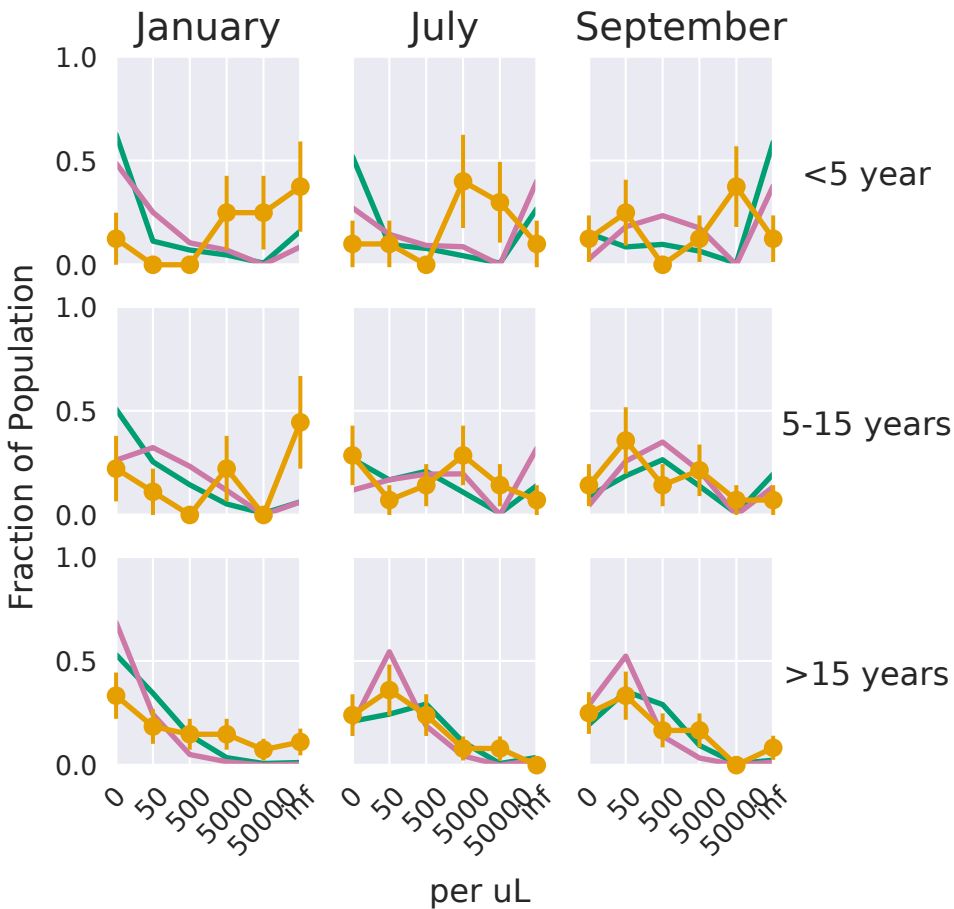 January July September
1.0
0.5
0.0
<5 year
1.0
0.5
0.0
5-15 years
1.0
0.5
0.0
>15 years
Fraction of Population
0 50 500 5000 50000 inf 0 50 500 5000 50000 inf 0 50 500 5000 50000 inf
per uL